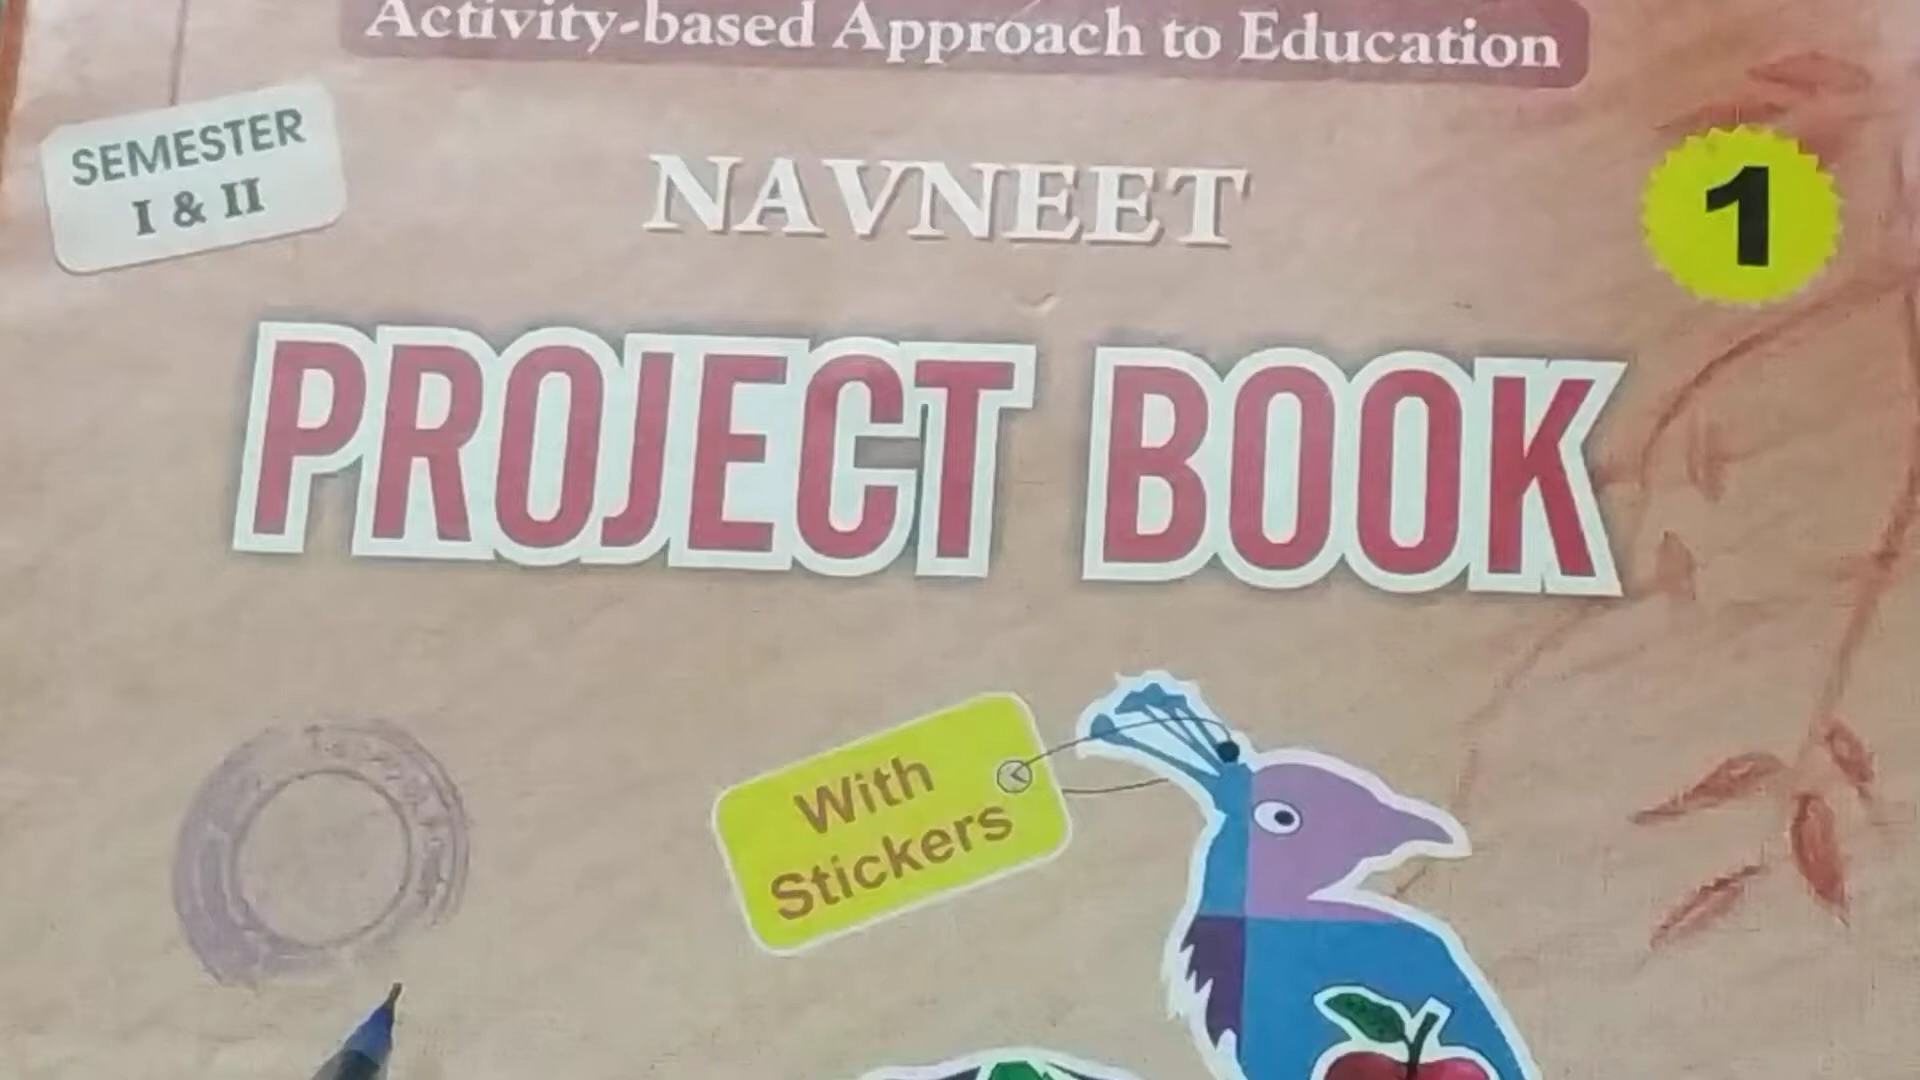 Activity-based Approach to Education
SEMESTER
I & II
NAVNEET
1
PROJECT BOOK
With
Stickers